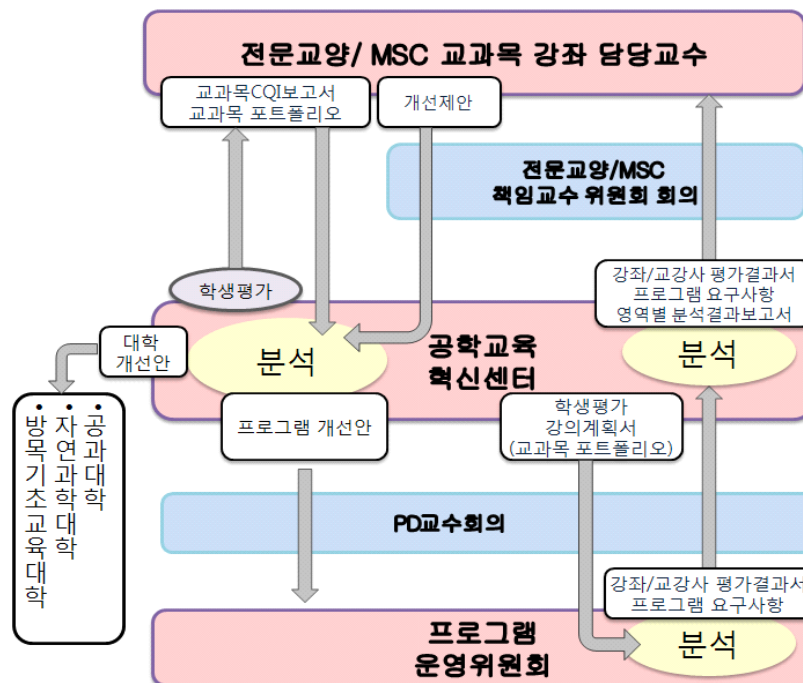 전문교양/ MSC 교과목 강좌 담당교수
교과목CQI보고서
교과목 포트폴리오
개선제안
전문교양/MSC
책임교수 위원회 회의
학생평가
강좌/교강사 평가결과서
프로그램 요구사항
영역별 분석결과보고서
대학
개선안
분석
공학교육
혁신센터
분석
프로그램 개선안
학생평가
강의계획서
(교과목 포트폴리오)
• 공과대학
• 자연과학대학
• 방목기초교육대학
PD교수회의
강좌/교강사 평가결과서
프로그램 요구사항
프로그램
운영위원회
분석